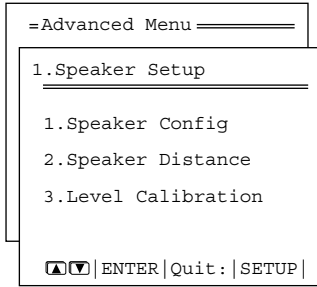 =Advanced Menu
1.Speaker Setup
1.Speaker Config
2.Speaker Distance
3.Level Calibration
▲▼|ENTER|Quit:|SETUP|